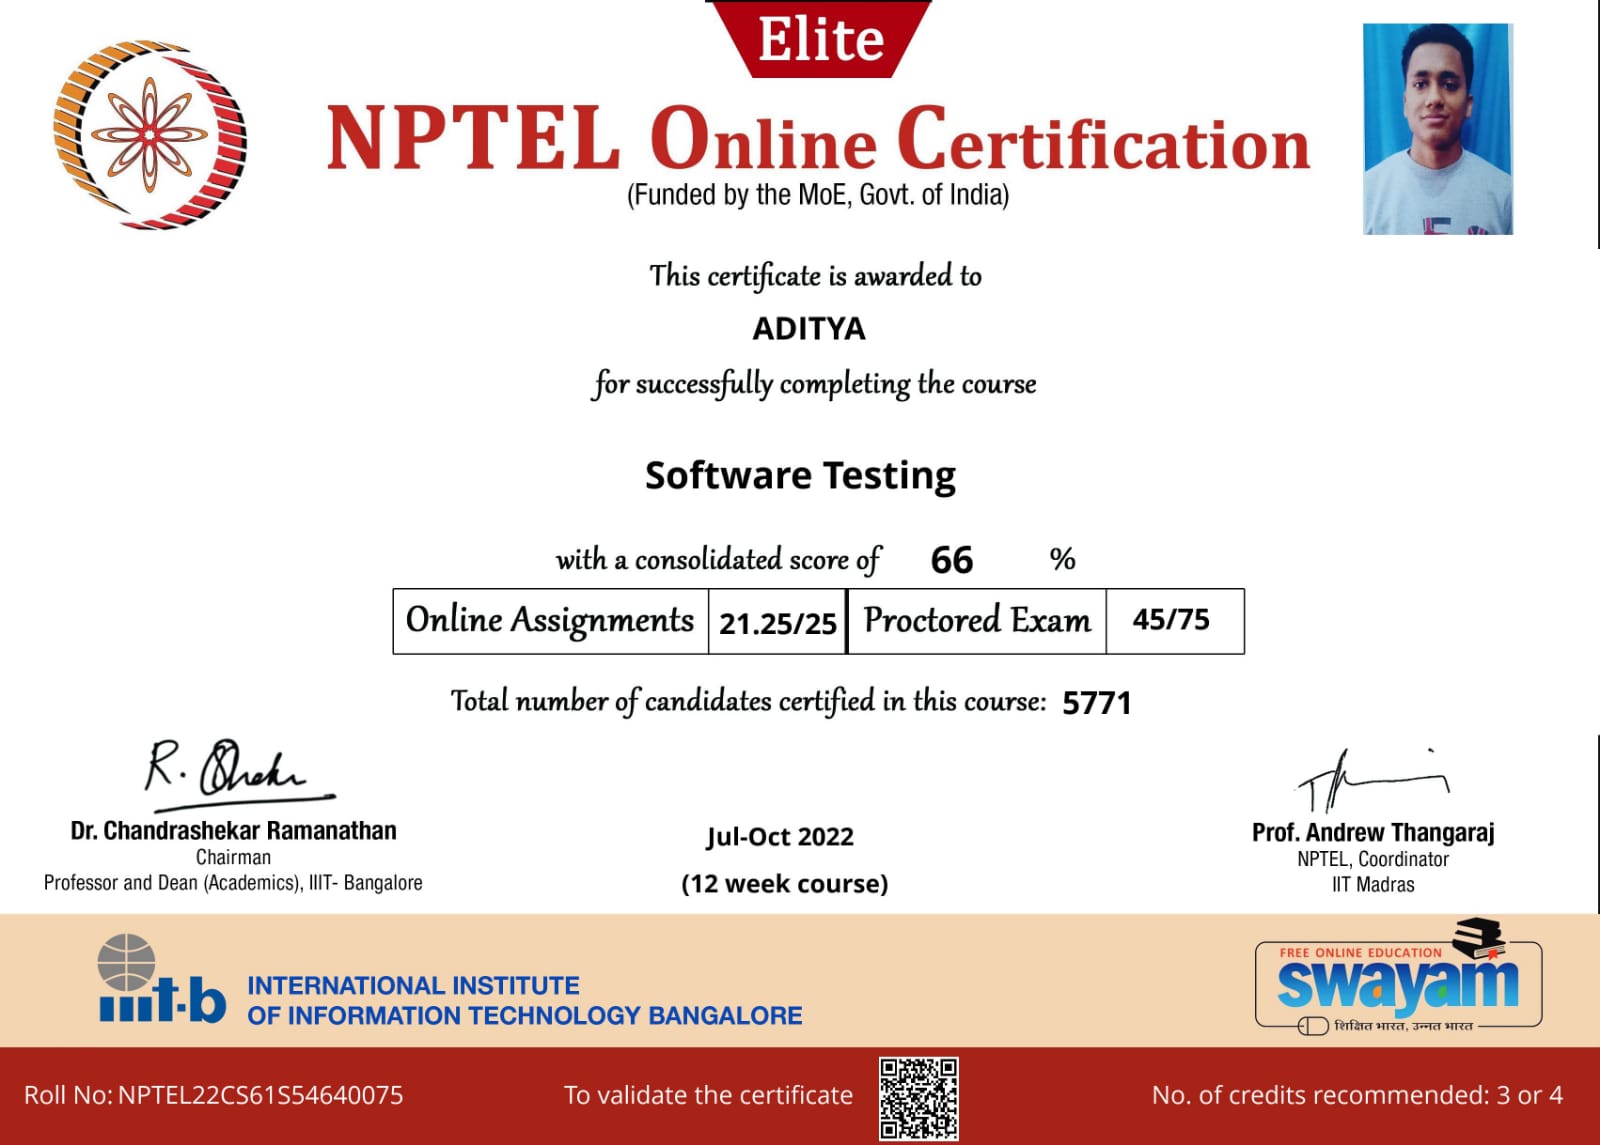 Elite
NPTEL Online Certification
(Funded by the MoE, Govt. of India)
This certificate is awarded to
ADITYA
for successfully completing the course
Software Testing
with a consolidated score of 66 %
Online Assignments 21.25/25 Proctored Exam 45/75
Total number of candidates certified in this course: 5771
Dr. Chandrashekar Ramanathan
Chairman
Professor and Dean (Academics), IIIT- Bangalore
Jul-Oct 2022
(12 week course)
Prof. Andrew Thangaraj
NPTEL, Coordinator
IIT Madras
iiit-b
INTERNATIONAL INSTITUTE
OF INFORMATION TECHNOLOGY BANGALORE
FREE ONLINE EDUCATION
swayam
शिक्षित भारत, उन्नत भारत
Roll No: NPTEL22CS61S54640075
To validate the certificate
No. of credits recommended: 3 or 4